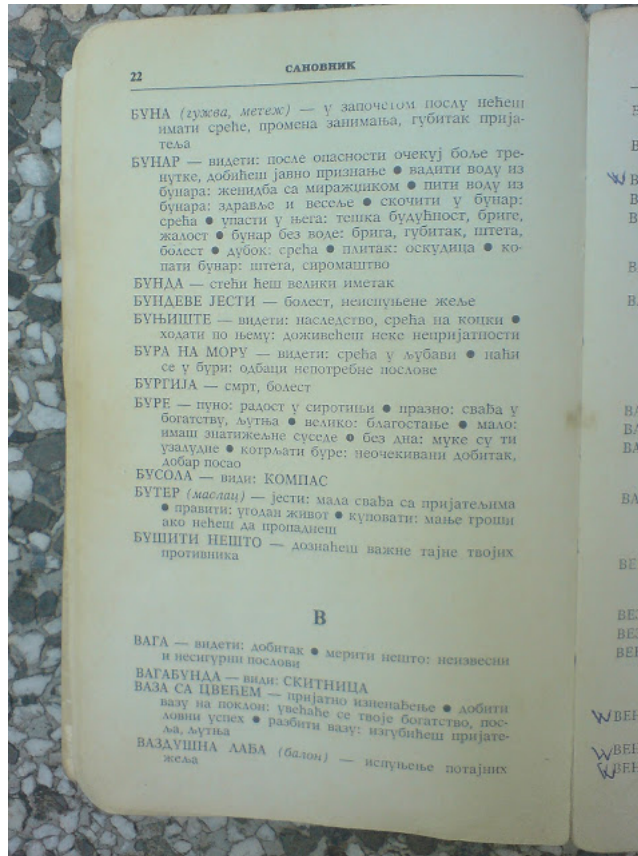 22
САНОВНИК
БУНА (гужва, метеж) — у започетом послу нећеш
имати среће, промена занимања, губитак прија-
теља
БУНАР — видети: после опасности очекуј боље тре-
нутке, добићеш јавно признање ● вадити воду из
бунара: женидба са миражџиком ● пити воду из
бунара: здравље и весеље ● скочити у бунар:
срећа ● упасти у њега: тешка будућност, бриге,
жалост ● бунар без воде: брига, губитак, штета,
болест ● дубок: срећа ● плитак: оскудица ● ко-
пати бунар: штета, сиромаштво
БУНДА — стећи ћеш велики иметак
БУНДЕВЕ ЈЕСТИ — болест, неиспуњене жеље
БУЊИШТЕ — видети: наследство, срећа на коцки ●
ходати по њему: доживећеш неке непријатности
БУРА НА МОРУ — видети: срећа у љубави ● наћи
се у бури: одбаци непотребне послове
БУРГИЈА — смрт, болест
БУРЕ — пуно: радост у сиротињи ● празно: свађа у
богатству, љутња ● велико: благостање ● мало:
имаш знатижељне суседе ● без дна: муке су ти
узалудне ● котрљати буре: неочекивани добитак,
добар посао
БУСОЛА — види: КОМПАС
БУТЕР (маслац) — јести: мала свађа са пријатељима
● правити: угодан живот ● куповати: мање троши
ако нећеш да пропаднеш
БУШИТИ НЕШТО — дознаћеш важне тајне твојих
противника
В
ВАГА — видети: добитак ● мерити нешто: неизвесни
и несигурни послови
ВАГАБУНДА — види: СКИТНИЦА
ВАЗА СА ЦВЕЋЕМ — пријатно изненађење ● добити
вазу на поклон: увећаће се твоје богатство, пос-
ловни успех ● разбити вазу: изгубићеш пријате-
ља, љутња
ВАЗДУШНА ЛАЂА (балон) — испуњење потајних
жеља